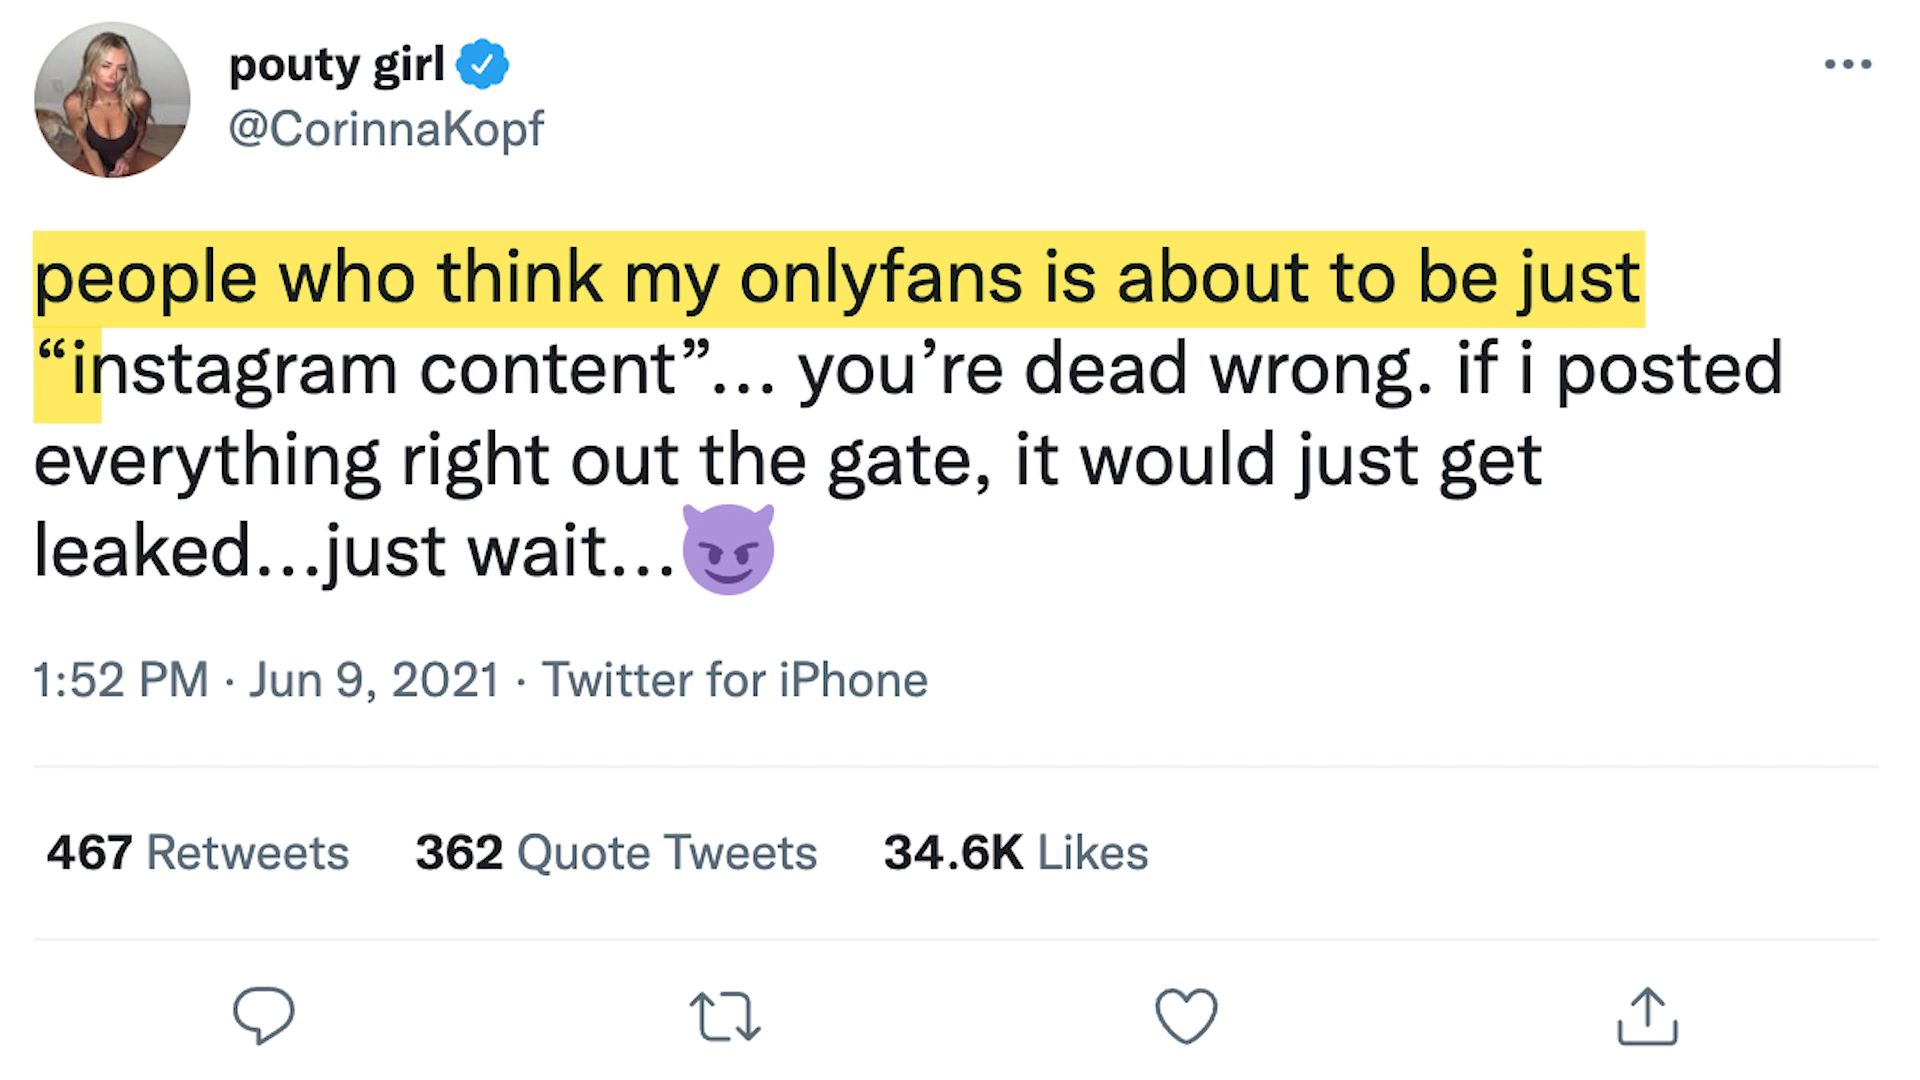 pouty girl
@CorinnaKopf
people who think my onlyfans is about to be just
“instagram content”... you’re dead wrong. if i posted
everything right out the gate, it would just get
leaked...just wait...😈
1:52 PM · Jun 9, 2021 · Twitter for iPhone
467 Retweets 362 Quote Tweets 34.6K Likes